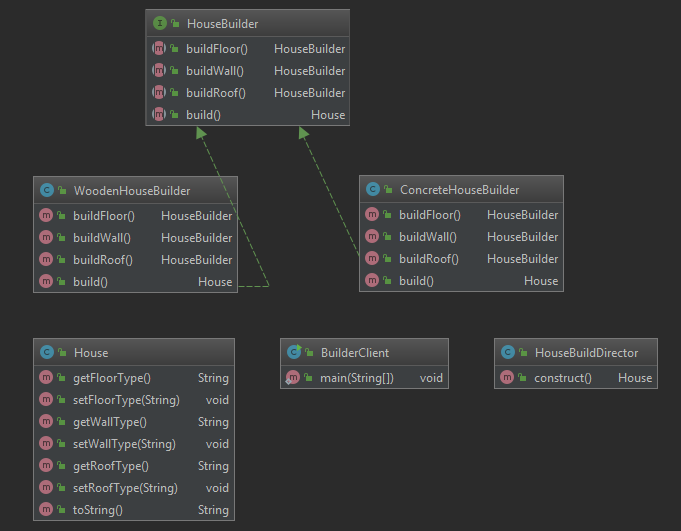 HouseBuilder
buildFloor() HouseBuilder
buildWall() HouseBuilder
buildRoof() HouseBuilder
build() House
WoodenHouseBuilder
buildFloor() HouseBuilder
buildWall() HouseBuilder
buildRoof() HouseBuilder
build() House
ConcreteHouseBuilder
buildFloor() HouseBuilder
buildWall() HouseBuilder
buildRoof() HouseBuilder
build() House
House
getFloorType() String
setFloorType(String) void
getWallType() String
setWallType(String) void
getRoofType() String
setRoofType(String) void
toString() String
BuilderClient
main(String[]) void
HouseBuildDirector
construct() House